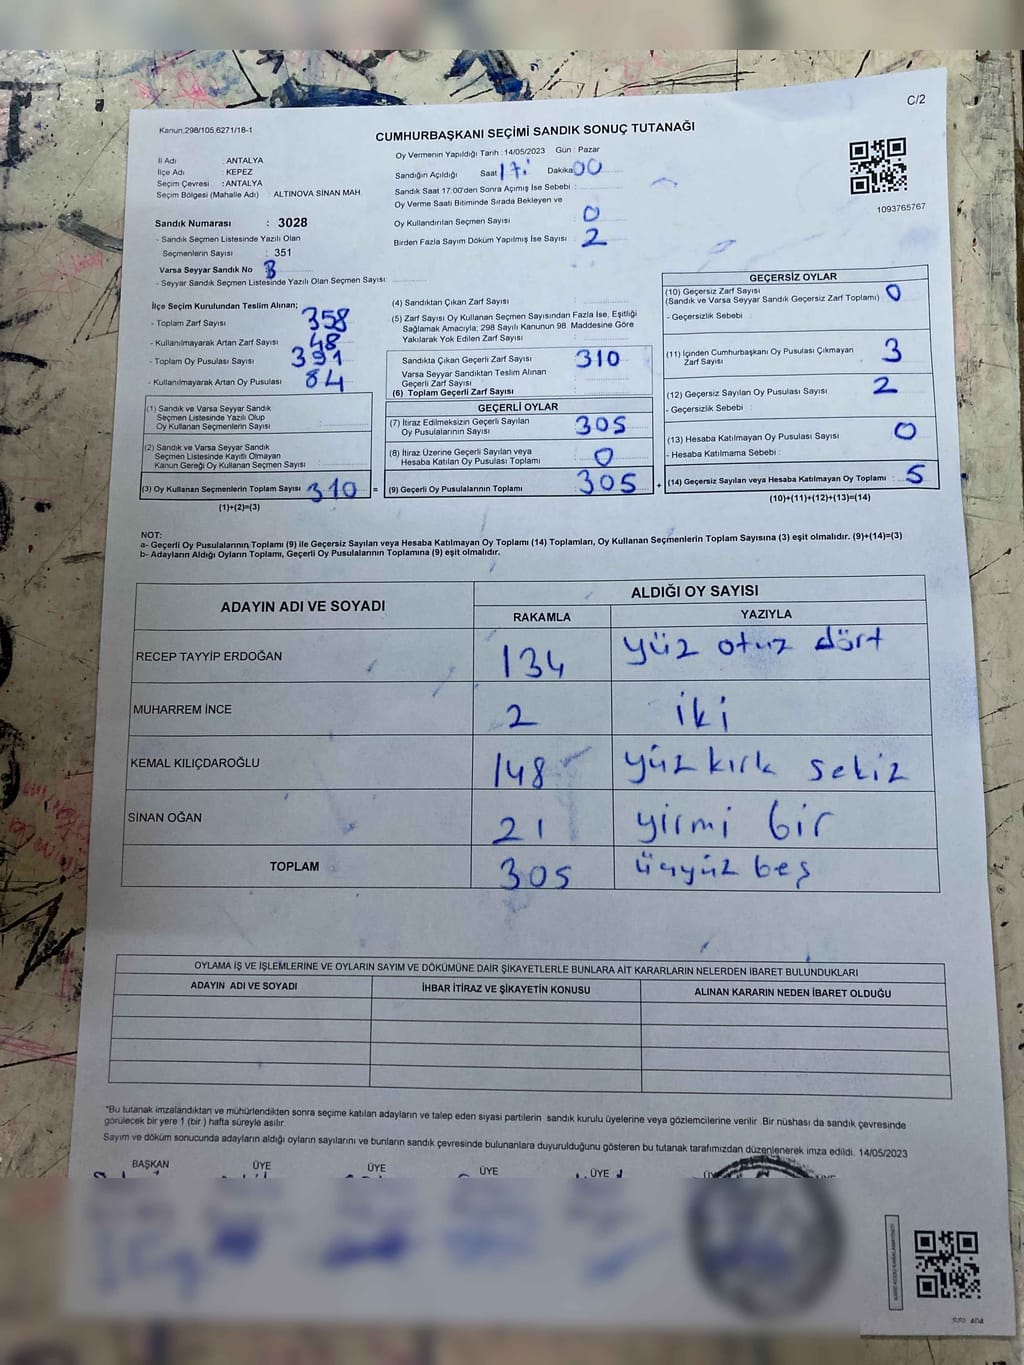 Kanun;298/105,6271/18-1
C/2
CUMHURBAŞKANI SEÇİMİ SANDIK SONUÇ TUTANAĞI
İl Adı : ANTALYA
İlçe Adı : KEPEZ
Seçim Çevresi : ANTALYA
Seçim Bölgesi (Mahalle Adı) : ALTINOVA SİNAN MAH
Oy Vermenin Yapıldığı Tarih : 14/05/2023 Gün : Pazar
Sandığın Açıldığı Saat 17: Dakika 00
Sandık Saat 17:00'den Sonra Açımış İse Sebebi :
Oy Verme Saati Bitiminde Sırada Bekleyen ve
Oy Kullandırılan Seçmen Sayısı : 0
Birden Fazla Sayım Döküm Yapılmış İse Sayısı : 2
1093765767
Sandık Numarası : 3028
- Sandık Seçmen Listesinde Yazılı Olan
Seçmenlerin Sayısı : 351
Varsa Seyyar Sandık No :
- Seyyar Sandık Seçmen Listesinde Yazılı Olan Seçmen Sayısı :
İlçe Seçim Kurulundan Teslim Alınan;
- Toplam Zarf Sayısı : 358
- Kullanılmayarak Artan Zarf Sayısı : 48
- Toplam Oy Pusulası Sayısı : 391
- Kullanılmayarak Artan Oy Pusulası : 84
(1) Sandık ve Varsa Seyyar Sandık
Seçmen Listesinde Yazılı Olup
Oy Kullanan Seçmenlerin Sayısı :
(2) Sandık ve Varsa Seyyar Sandık
Seçmen Listesinde Kayıtlı Olmayan
Kanun Gereği Oy Kullanan Seçmen Sayısı :
(3) Oy Kullanan Seçmenlerin Toplam Sayısı : 310 =
(1)+(2)=(3)
(4) Sandıktan Çıkan Zarf Sayısı :
(5) Zarf Sayısı Oy Kullanan Seçmen Sayısından Fazla İse, Eşitliği
Sağlamak Amacıyla; 298 Sayılı Kanunun 98 Maddesine Göre
Yakılarak Yok Edilen Zarf Sayısı :
Sandıkta Çıkan Geçerli Zarf Sayısı : 310
Varsa Seyyar Sandıktan Teslim Alınan
Geçerli Zarf Sayısı :
(6) Toplam Geçerli Zarf Sayısı :
GEÇERLİ OYLAR
(7) İtiraz Edilmeksizin Geçerli Sayılan
Oy Pusulalarının Sayısı : 305
(8) İtiraz Üzerine Geçerli Sayılan veya
Hesaba Katılan Oy Pusulası Toplamı : 0
(9) Geçerli Oy Pusulalarının Toplamı : 305 +
GEÇERSİZ OYLAR
(10) Geçersiz Zarf Sayısı
(Sandık ve Varsa Seyyar Sandık Geçersiz Zarf Toplamı) : 0
- Geçersizlik Sebebi :
(11) İçinden Cumhurbaşkanı Oy Pusulası Çıkmayan
Zarf Sayısı : 3
(12) Geçersiz Sayılan Oy Pusulası Sayısı : 2
- Geçersizlik Sebebi :
(13) Hesaba Katılmayan Oy Pusulası Sayısı : 0
- Hesaba Katılmama Sebebi :
(14) Geçersiz Sayılan veya Hesaba Katılmayan Oy Toplamı : 5
(10)+(11)+(12)+(13)=(14)
NOT:
a- Geçerli Oy Pusulalarının Toplamı (9) ile Geçersiz Sayılan veya Hesaba Katılmayan Oy Toplamı (14) Toplamları, Oy Kullanan Seçmenlerin Toplam Sayısına (3) eşit olmalıdır. (9)+(14)=(3)
b- Adayların Aldığı Oyların Toplamı, Geçerli Oy Pusulalarının Toplamına (9) eşit olmalıdır.
ADAYIN ADI VE SOYADI
ALDIĞI OY SAYISI
RAKAMLA YAZIYLA
RECEP TAYYİP ERDOĞAN 134 yüz otuz dört
MUHARREM İNCE 2 iki
KEMAL KILIÇDAROĞLU 148 yüz kırk sekiz
SİNAN OĞAN 21 yirmi bir
TOPLAM 305 üçyüz beş
OYLAMA İŞ VE İŞLEMLERİNE VE OYLARIN SAYIM VE DÖKÜMÜNE DAİR ŞİKAYETLERLE BUNLARA AİT KARARLARIN NELERDEN İBARET BULUNDUKLARI
ADAYIN ADI VE SOYADI İHBAR İTİRAZ VE ŞİKAYETİN KONUSU ALINAN KARARIN NEDEN İBARET OLDUĞU
"Bu tutanak imzalandıktan ve mühürlendikten sonra seçime katılan adayların ve talep eden siyasi partilerin sandık kurulu üyelerine veya gözlemcilerine verilir. Bir nüshası da sandık çevresinde
görülecek bir yere 1 (bir ) hafta süreyle asılır.
Sayım ve döküm sonucunda adayların aldığı oyların sayılarını ve bunların sandık çevresinde bulunanlara duyurulduğunu gösteren bu tutanak tarafımızdan düzenlenerek imza edildi. 14/05/2023
BAŞKAN ÜYE ÜYE ÜYE ÜYE